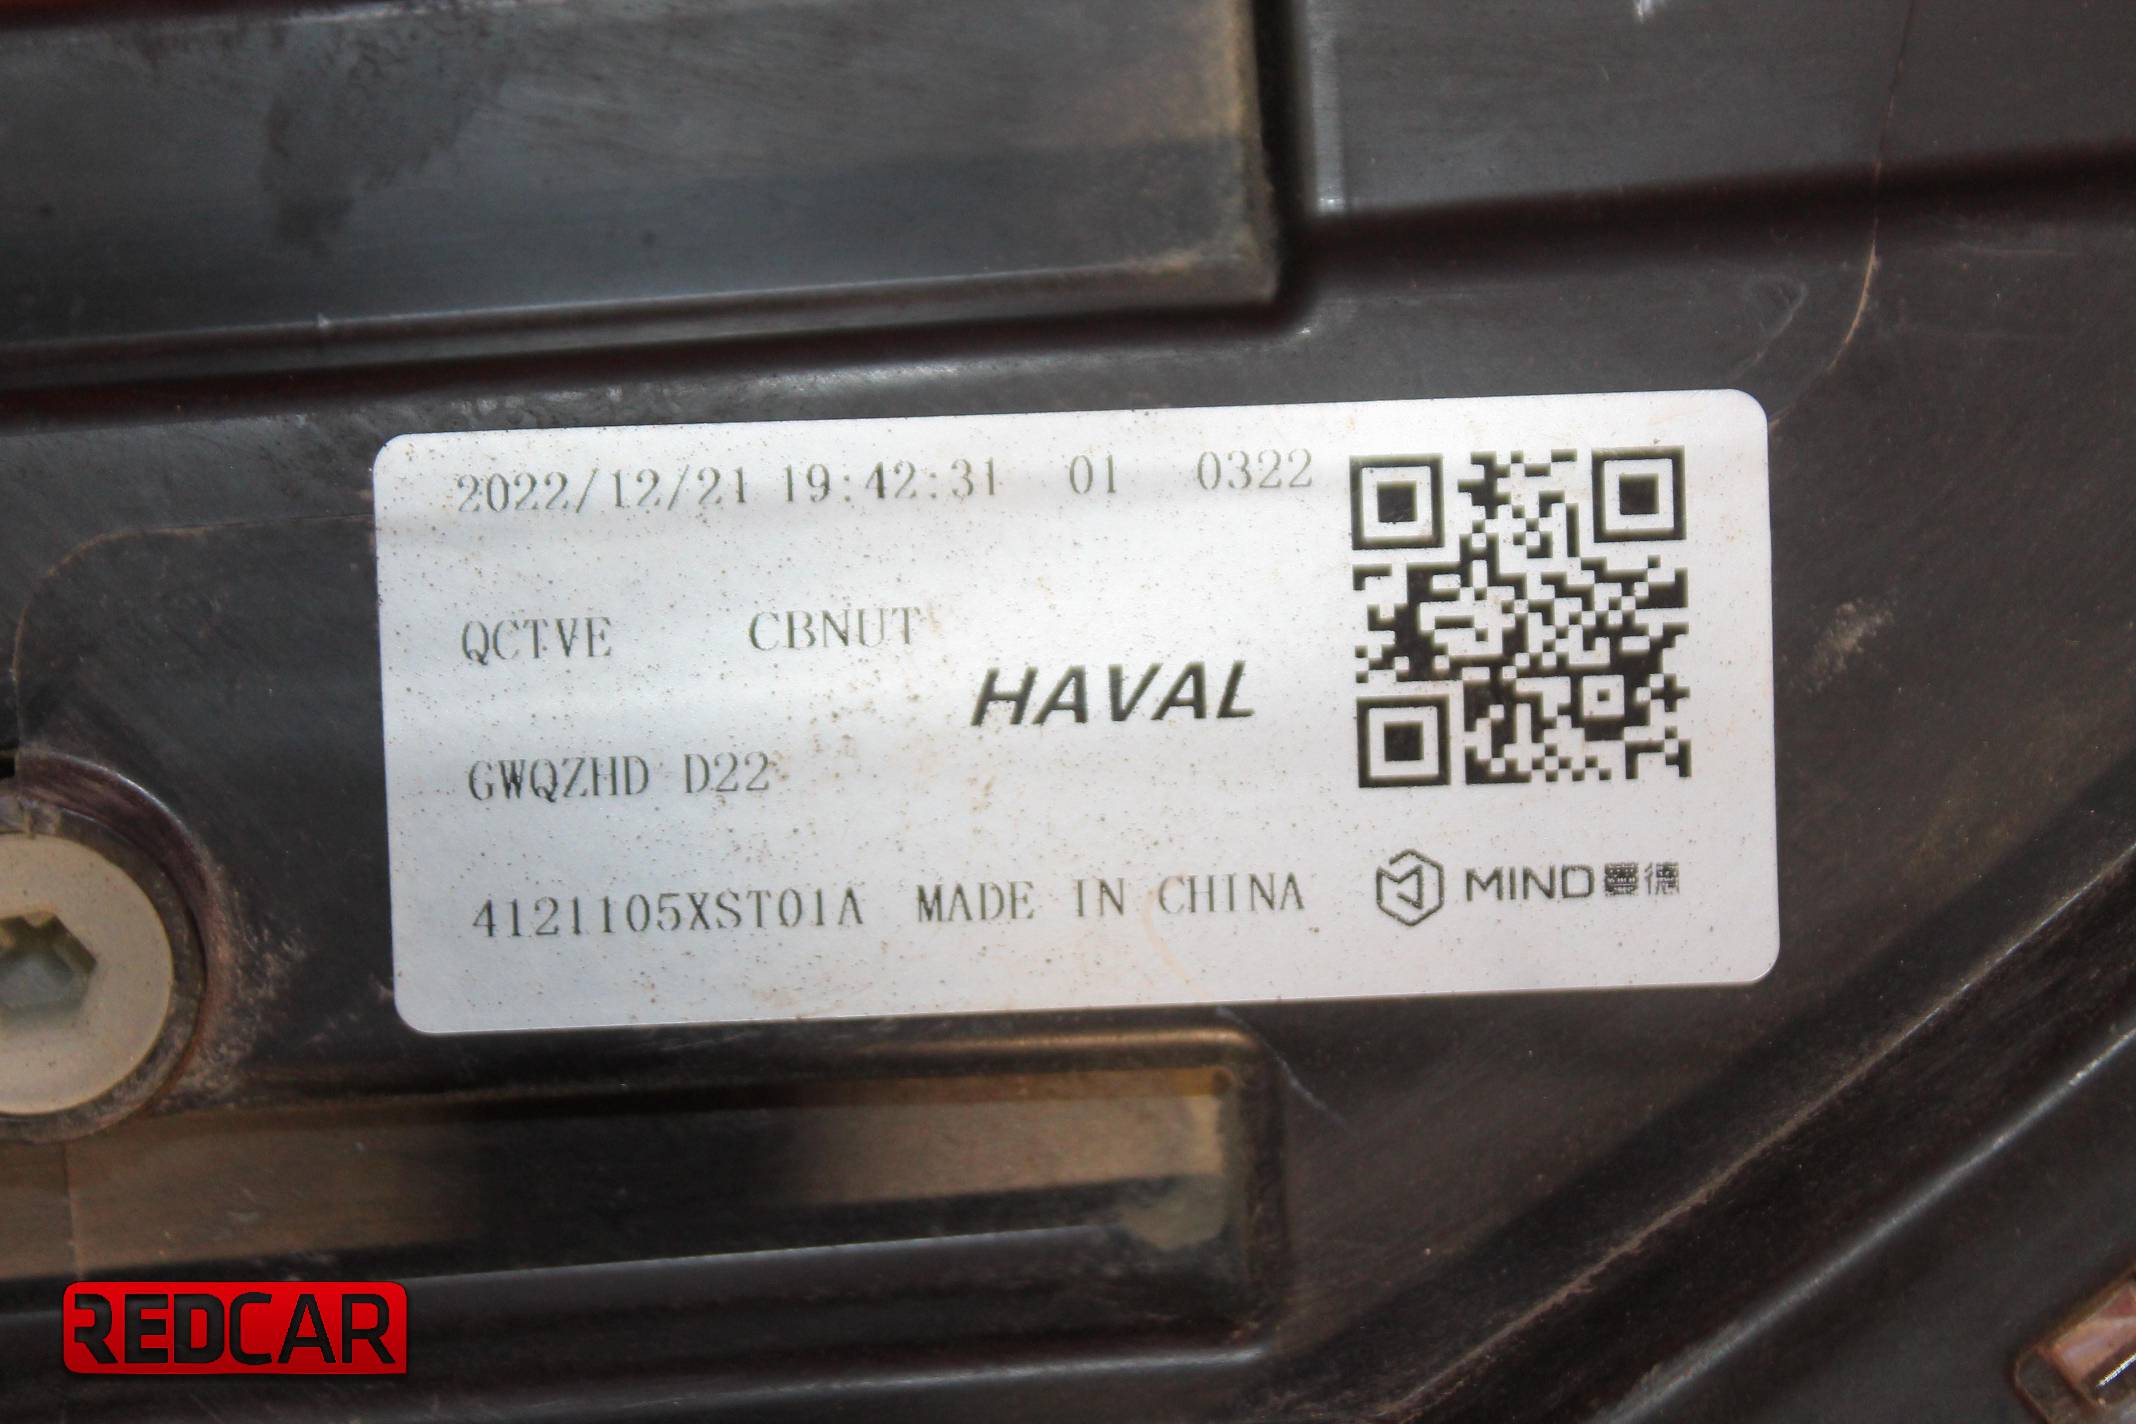 2022/12/21 19:42:31 01 0322
QCTVE CBNUT
HAVAL
GWQZHD D22
4121105XST01A MADE IN CHINA
MIND 曼德
REDCAR